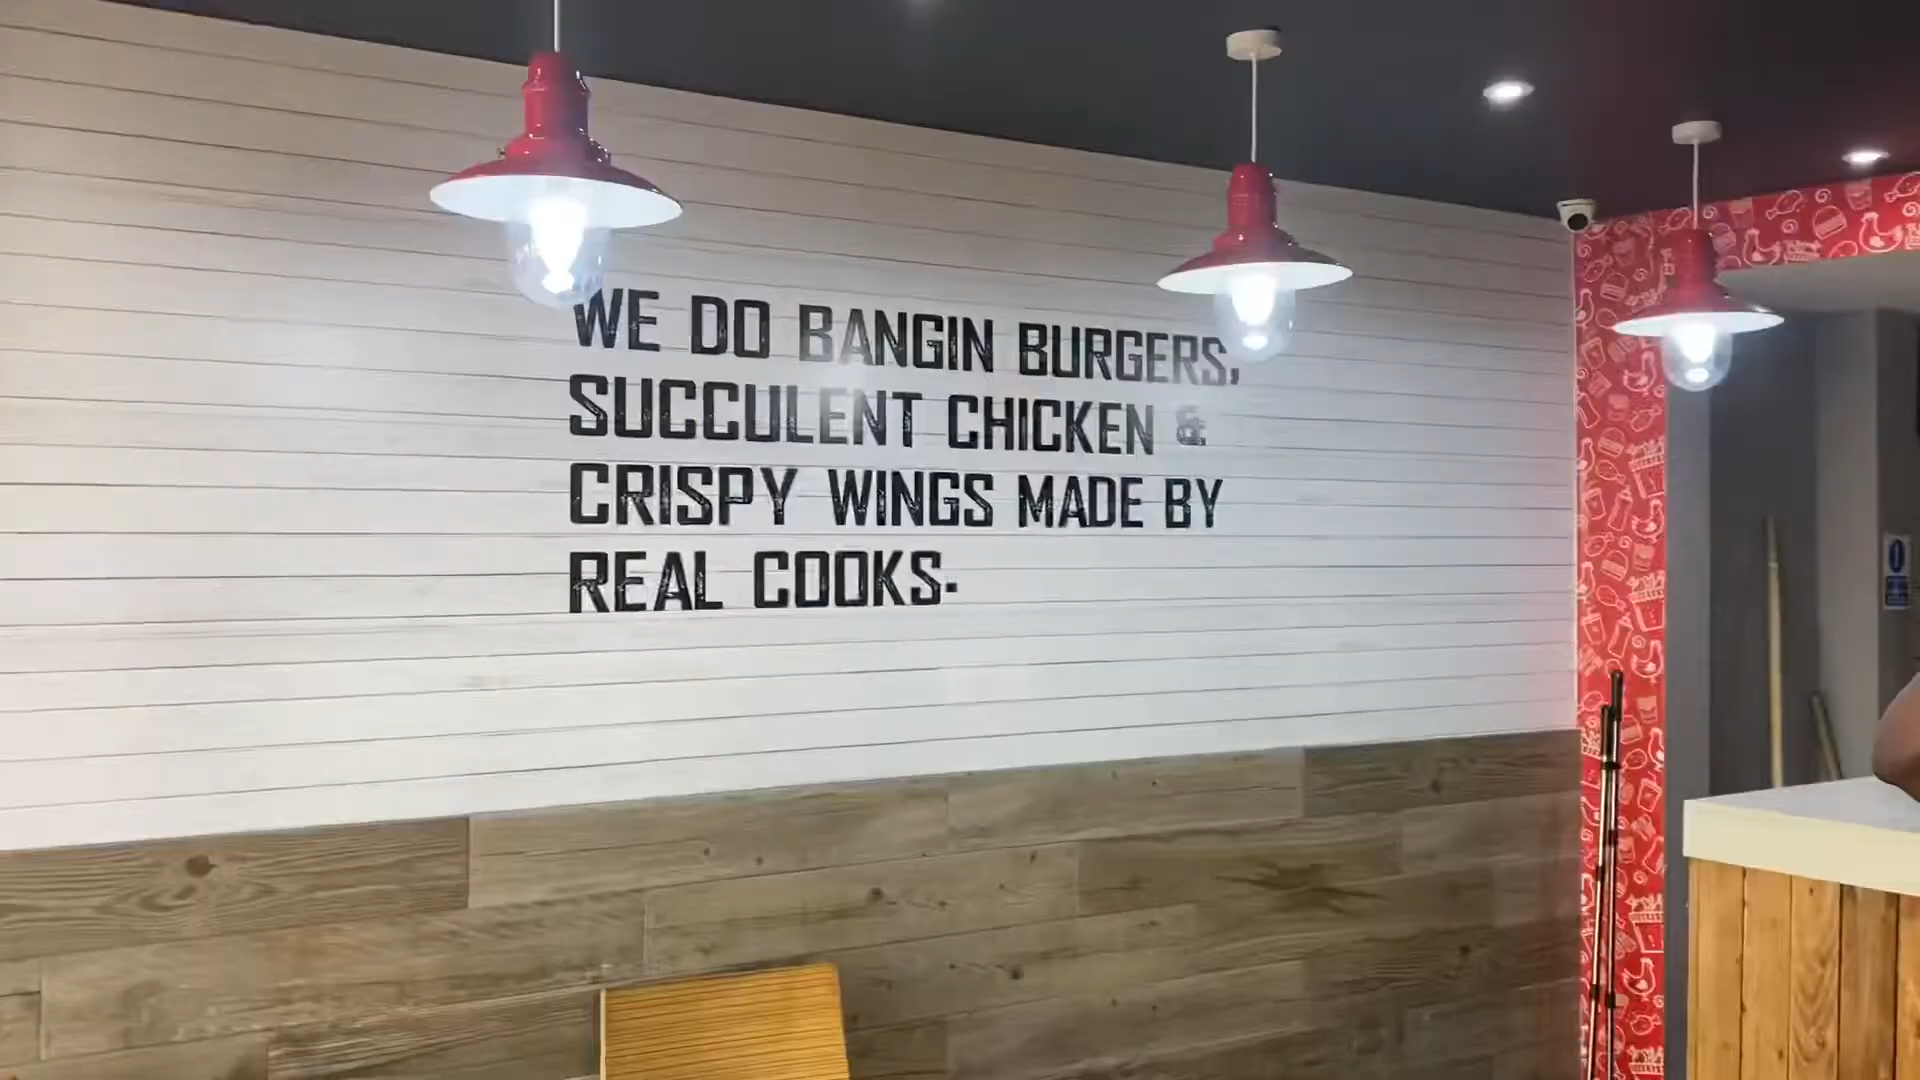 WE DO BANGIN BURGERS,
SUCCULENT CHICKEN &
CRISPY WINGS MADE BY
REAL COOKS.